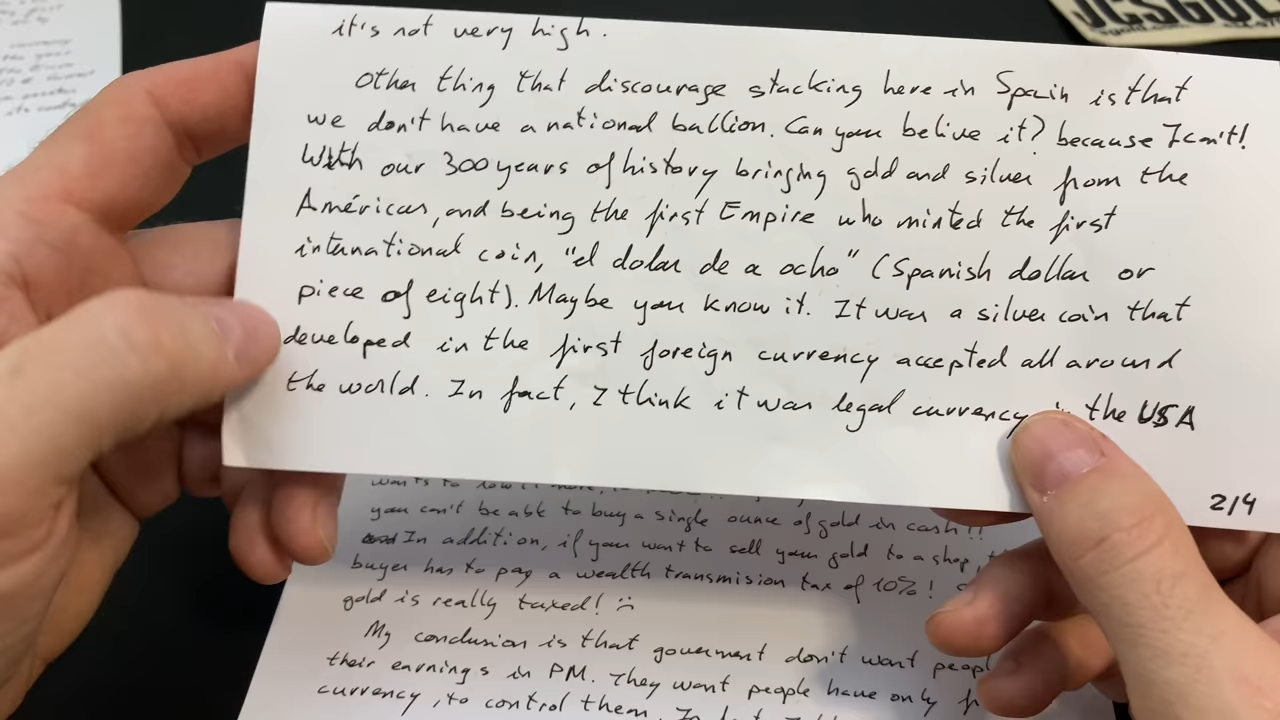 JCSGOL
it's not very high.
Other thing that discourage stacking here in Spain is that
we don't have a national ballion. Can you belive it? because I can't!
With our 300 years of history bringing gold and silver from the
Américas, and being the first Empire who minted the first
international coin, "el dolar de a ocho" (Spanish dollar or
piece of eight). Maybe you know it. It was a silver coin that
developed in the first foreign currency accepted all around
the world. In fact, I think it was legal currency in the USA
2/4
you can't be able to buy a single ounce of gold in cash!!
In addition, if you want to sell your gold to a shop,
buyer has to pay a wealth transmision tax of 10%!
gold is really taxed! :(
My conclusion is that government don't want peopl
their earnings in PM. They want people have only
currency, to control them.